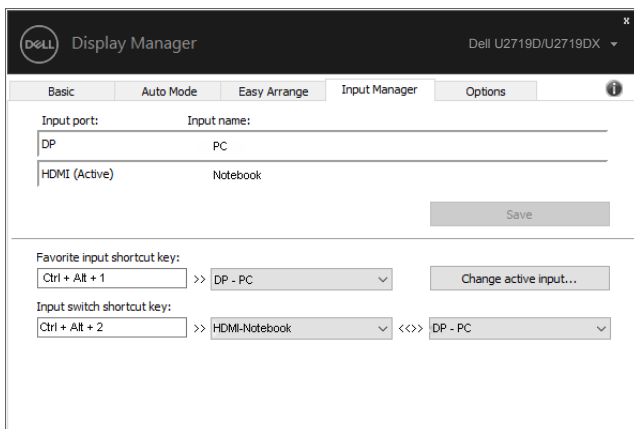 x
DELL Display Manager Dell U2719D/U2719DX
Basic Auto Mode Easy Arrange Input Manager Options i
Input port: Input name:
DP PC
HDMI (Active) Notebook
Save
Favorite input shortcut key:
Ctrl + Alt + 1 >> DP - PC Change active input...
Input switch shortcut key:
Ctrl + Alt + 2 >> HDMI-Notebook <<>> DP - PC